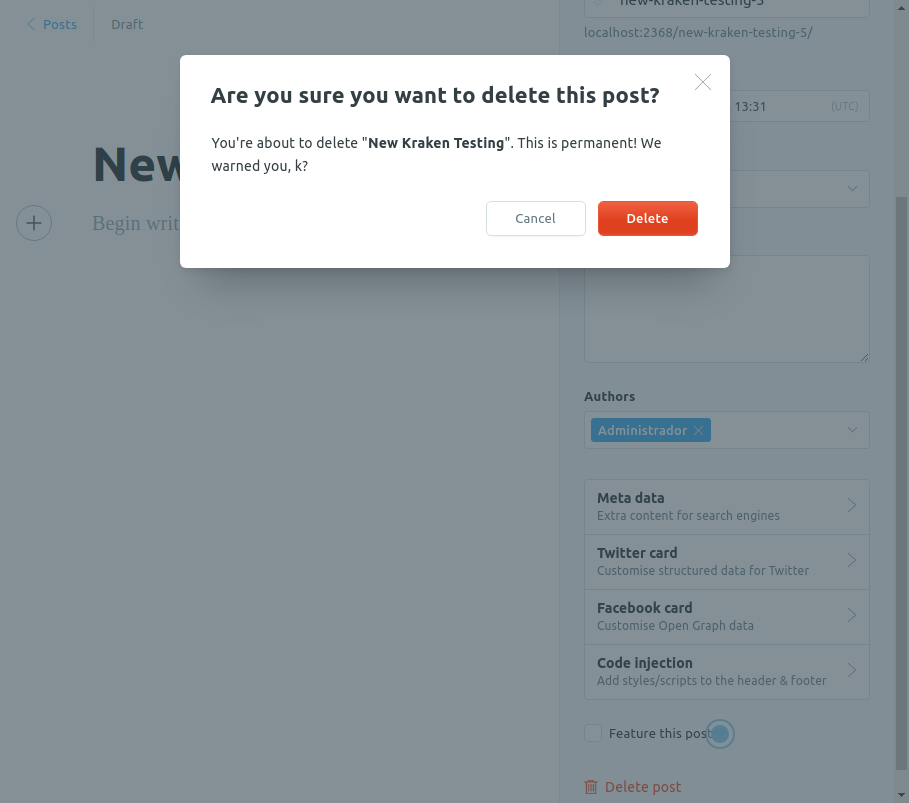 Posts
Draft
new-kraken-testing-5
localhost:2368/new-kraken-testing-5/
Are you sure you want to delete this post?
You're about to delete "New Kraken Testing". This is permanent! We
warned you, k?
Cancel
Delete
13:31
(UTC)
New
Begin writ
Authors
Administrador
Meta data
Extra content for search engines
Twitter card
Customise structured data for Twitter
Facebook card
Customise Open Graph data
Code injection
Add styles/scripts to the header & footer
Feature this post
Delete post